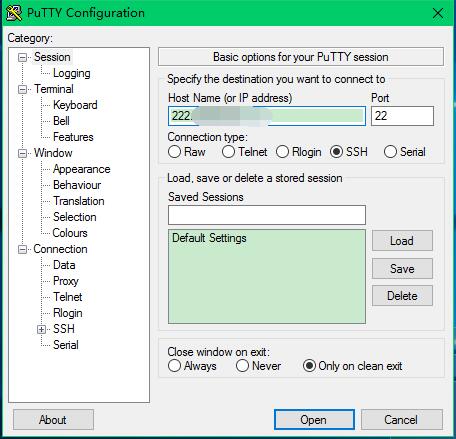 PuTTY Configuration
Category:
Session
Logging
Terminal
Keyboard
Bell
Features
Window
Appearance
Behaviour
Translation
Selection
Colours
Connection
Data
Proxy
Telnet
Rlogin
SSH
Serial
Basic options for your PuTTY session
Specify the destination you want to connect to
Host Name (or IP address) Port
222. 22
Connection type:
Raw Telnet Rlogin SSH Serial
Load, save or delete a stored session
Saved Sessions
Default Settings
Load
Save
Delete
Close window on exit:
Always Never Only on clean exit
About Open Cancel